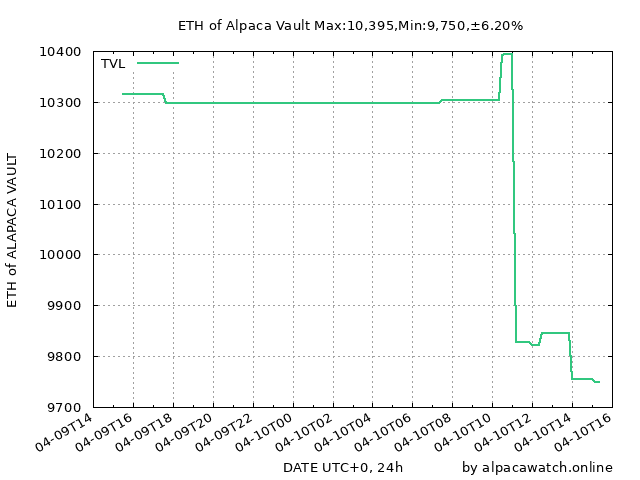 ETH of Alpaca Vault Max:10,395,Min:9,750,±6.20%
TVL
10400
10300
10200
10100
10000
9900
9800
9700
ETH of ALAPACA VAULT
04-09T14
04-09T16
04-09T18
04-09T20
04-09T22
04-10T00
04-10T02
04-10T04
04-10T06
04-10T08
04-10T10
04-10T12
04-10T14
04-10T16
DATE UTC+0, 24h
by alpacawatch.online